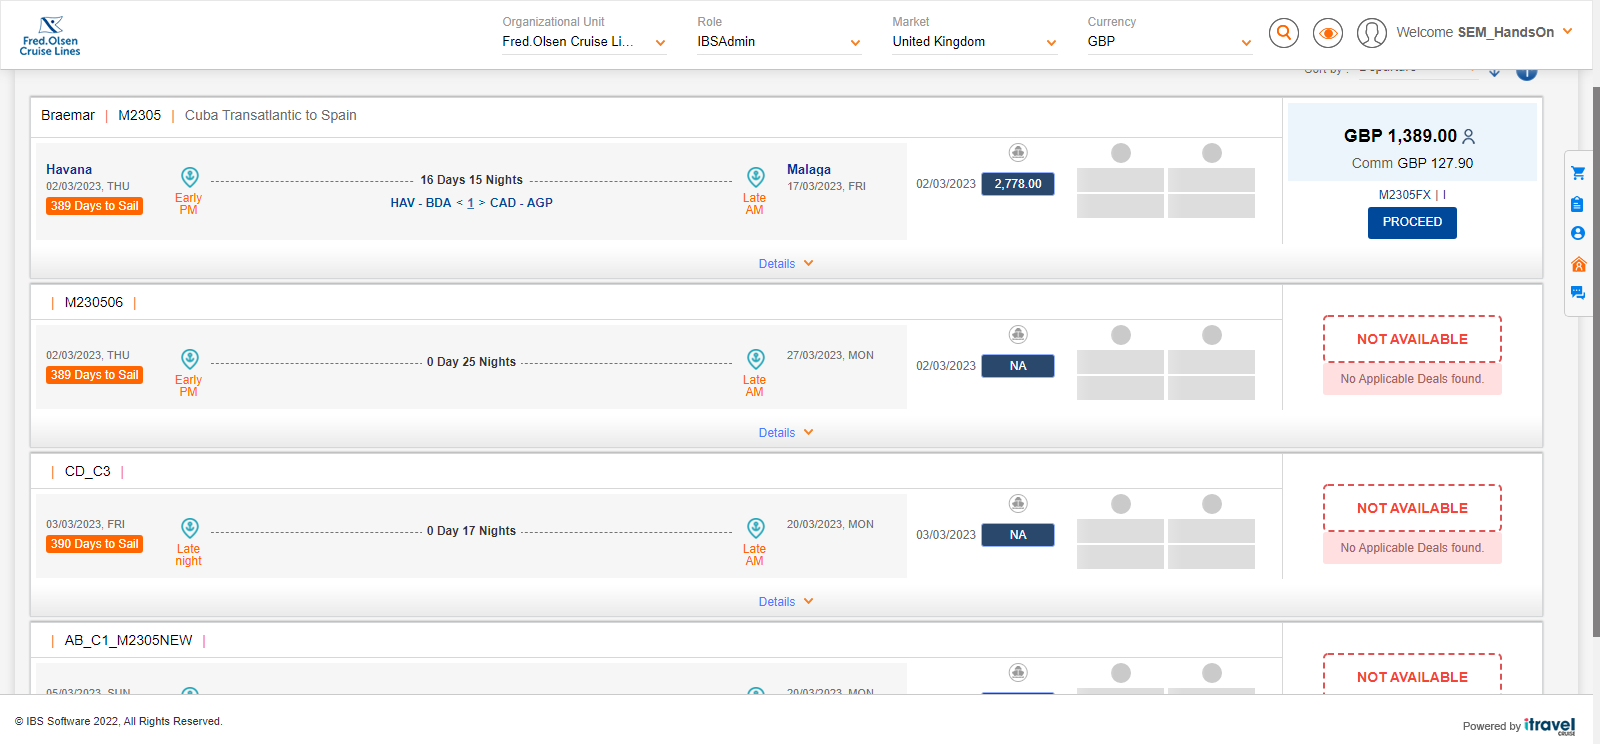 Fred.Olsen
Cruise Lines
Organizational Unit
Fred.Olsen Cruise Li...
Role
IBSAdmin
Market
United Kingdom
Currency
GBP
Welcome SEM_HandsOn
Sort by : Departure
Braemar | M2305 | Cuba Transatlantic to Spain
Havana
02/03/2023, THU
389 Days to Sail
Early
PM
16 Days 15 Nights
HAV - BDA < 1 > CAD - AGP
Late
AM
Malaga
17/03/2023, FRI
02/03/2023
2,778.00
GBP 1,389.00
Comm GBP 127.90
M2305FX | I
PROCEED
Details
| M230506 |
02/03/2023, THU
389 Days to Sail
Early
PM
0 Day 25 Nights
Late
AM
27/03/2023, MON
02/03/2023
NA
NOT AVAILABLE
No Applicable Deals found.
Details
| CD_C3 |
03/03/2023, FRI
390 Days to Sail
Late
night
0 Day 17 Nights
Late
AM
20/03/2023, MON
03/03/2023
NA
NOT AVAILABLE
No Applicable Deals found.
Details
| AB_C1_M2305NEW |
05/03/2023, SUN
20/03/2023, MON
NOT AVAILABLE
© IBS Software 2022, All Rights Reserved.
Powered by itravel
CRUISE